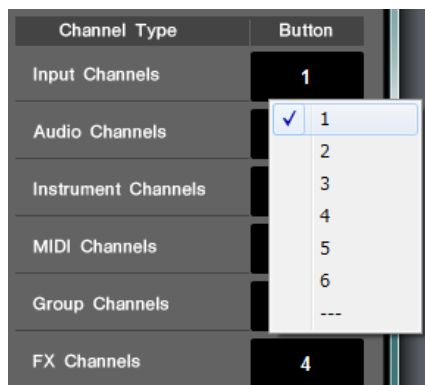 Channel Type Button
Input Channels 1
1
Audio Channels
2
3
Instrument Channels
4
MIDI Channels
5
6
Group Channels
---
FX Channels 4